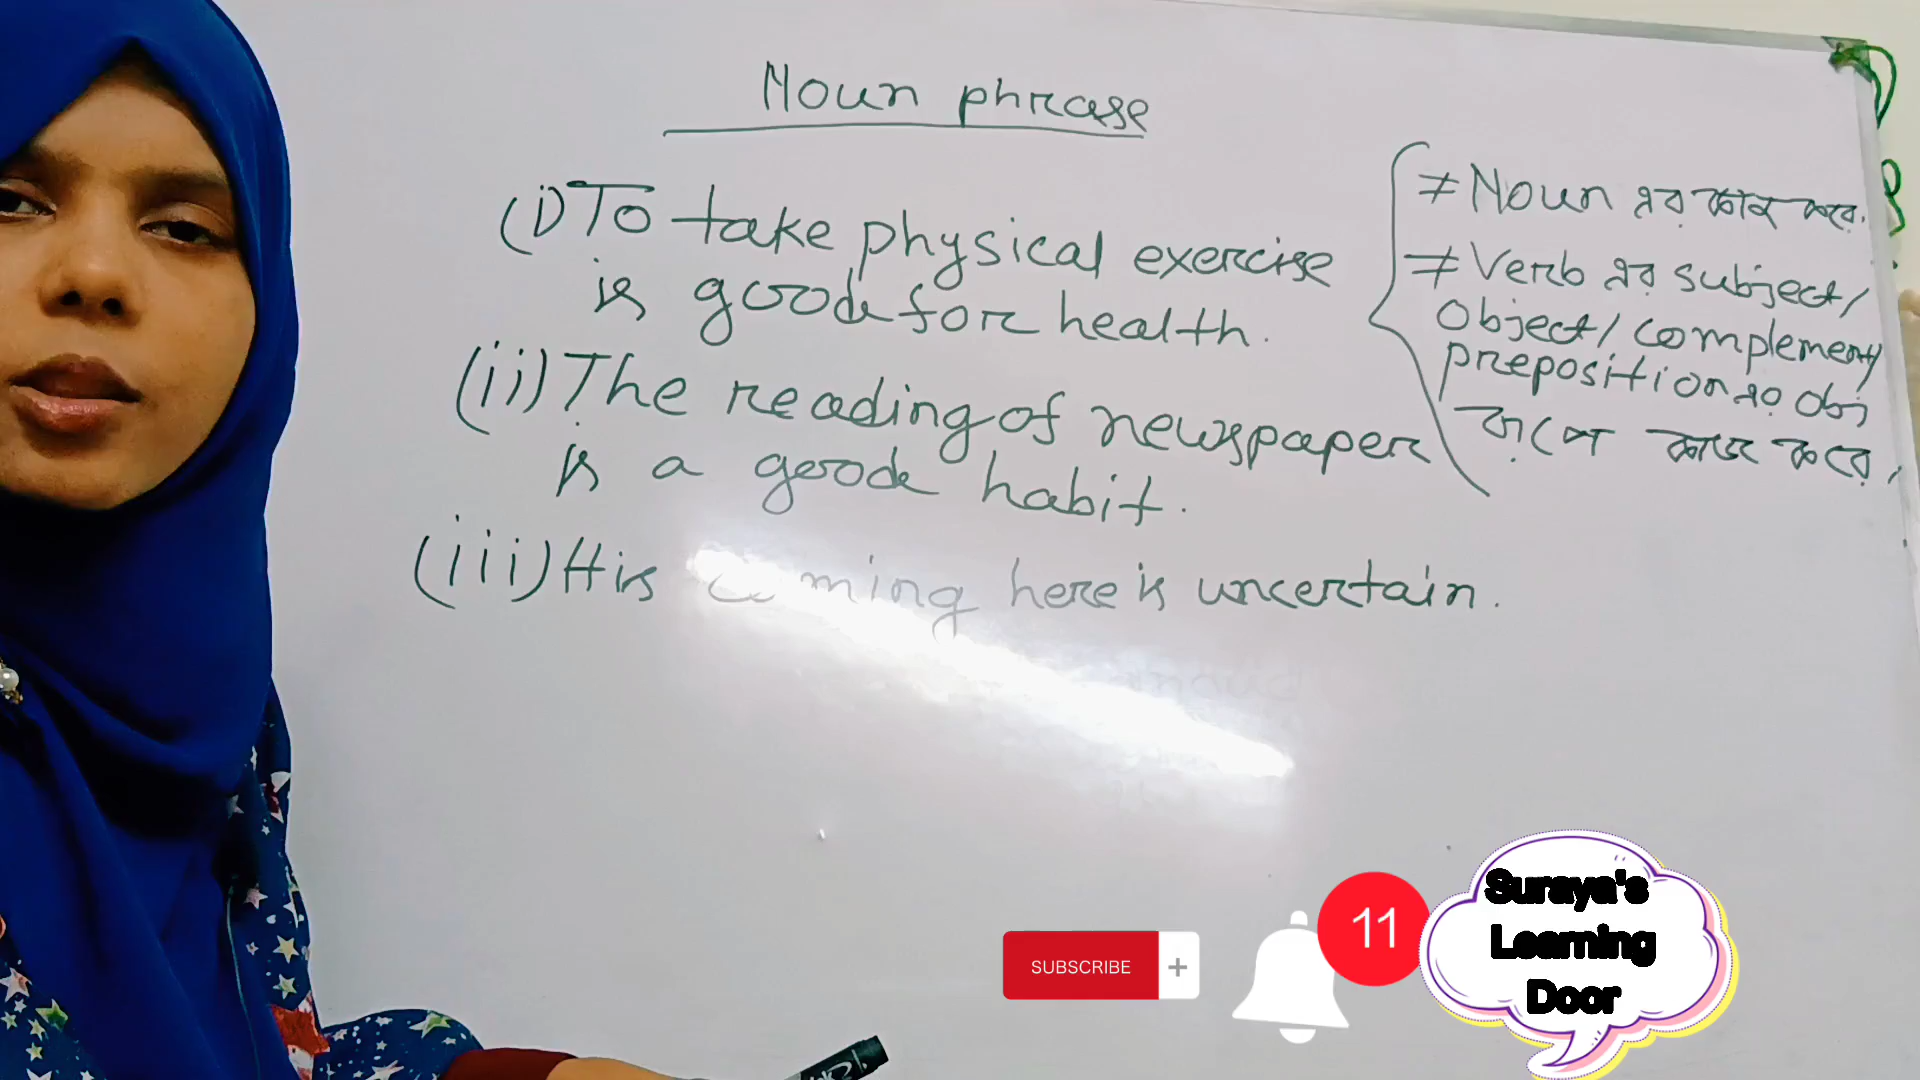 Noun phrase
(i) To take physical exercise
is good for health.
(ii) The reading of newspaper
is a good habit.
(iii) His coming here is uncertain.
≠ Noun এর কাজ করে.
≠ Verb এর subject/
object/complement/
preposition এর obj
রূপে কাজ করে,
SUBSCRIBE +
11
Suraya's
Learning
Door